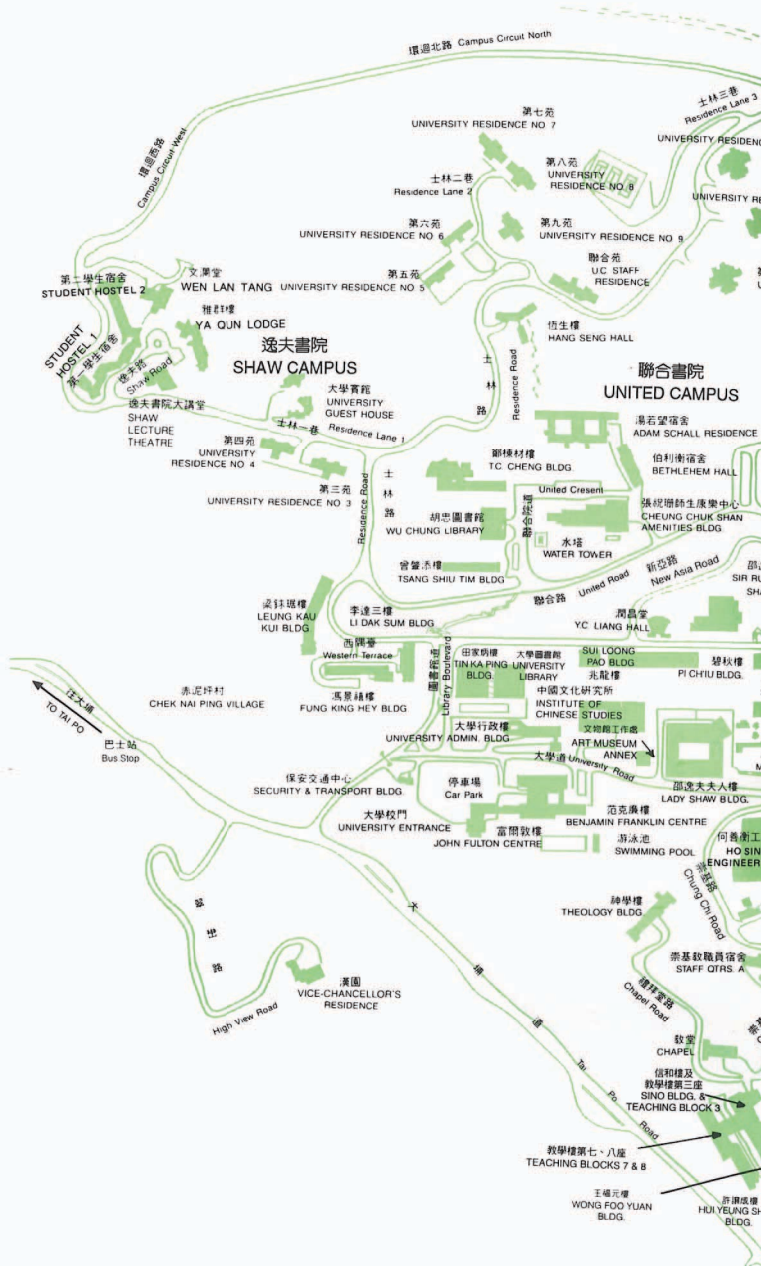 環迴北路 Campus Circuit North
士林三巷
Residence Lane 3
第七苑
UNIVERSITY RESIDENCE NO 7
環迴西路
Campus Circuit West
士林二巷
Residence Lane 2
第八苑
UNIVERSITY
RESIDENCE NO. 8
第六苑
UNIVERSITY RESIDENCE NO 6
第九苑
UNIVERSITY RESIDENCE NO 9
第二學生宿舍
STUDENT HOSTEL 2
文瀾堂
WEN LAN TANG
第五苑
UNIVERSITY RESIDENCE NO 5
聯合苑
U.C. STAFF
RESIDENCE
雅群樓
YA QUN LODGE
STUDENT
HOSTEL 1
第一學生宿舍
逸夫路
Shaw Road
逸夫書院
SHAW CAMPUS
恆生樓
HANG SENG HALL
士林路
Residence Road
聯合書院
UNITED CAMPUS
逸夫書院大講堂
SHAW
LECTURE
THEATRE
大學賓館
UNIVERSITY
GUEST HOUSE
士林一巷 Residence Lane 1
湯若望宿舍
ADAM SCHALL RESIDENCE
第四苑
UNIVERSITY
RESIDENCE NO 4
鄭棟材樓
T.C. CHENG BLDG.
伯利衡宿舍
BETHLEHEM HALL
第三苑
UNIVERSITY RESIDENCE NO 3
士林路
Residence Road
United Cresent
聯合院道
胡忠圖書館
WU CHUNG LIBRARY
張祝珊師生康樂中心
CHEUNG CHUK SHAN
AMENITIES BLDG.
水塔
WATER TOWER
曾肇添樓
TSANG SHIU TIM BLDG
新亞路
New Asia Road
聯合路 United Road
梁銶琚樓
LEUNG KAU
KUI BLDG
李達三樓
LI DAK SUM BLDG
潤昌堂
Y.C. LIANG HALL
西閣臺
Western Terrace
圖書館道
Library Boulevard
田家炳樓
TIN KA PING
BLDG.
大學圖書館
UNIVERSITY
LIBRARY
SUI LOONG
PAO BLDG
兆龍樓
碧秋樓
PI CH'IU BLDG.
赤泥坪村
CHEK NAI PING VILLAGE
馮景禧樓
FUNG KING HEY BLDG
中國文化研究所
INSTITUTE OF
CHINESE STUDIES
往大埔
TO TAI PO
大學行政樓
UNIVERSITY ADMIN. BLDG
文物館工作處
ART MUSEUM
ANNEX
巴士站
Bus Stop
大學道 University Road
保安交通中心
SECURITY & TRANSPORT BLDG.
停車場
Car Park
邵逸夫夫人樓
LADY SHAW BLDG.
大學校門
UNIVERSITY ENTRANCE
范克廉樓
BENJAMIN FRANKLIN CENTRE
富爾敦樓
JOHN FULTON CENTRE
游泳池
SWIMMING POOL
何善衡工
HO SIN
ENGINEER
崇基路
Chung Chi Road
神學樓
THEOLOGY BLDG.
崇基教職員宿舍
STAFF QTRS. A
漢園
VICE-CHANCELLOR'S
RESIDENCE
High View Road
禮拜堂路
Chapel Road
大埔道
Tai Po Road
教堂
CHAPEL
信和樓及
教學樓第三座
SINO BLDG. &
TEACHING BLOCK 3
教學樓第七、八座
TEACHING BLOCKS 7 & 8
王福元樓
WONG FOO YUAN
BLDG.
許讓成樓
HUI YEUNG SH
BLDG.